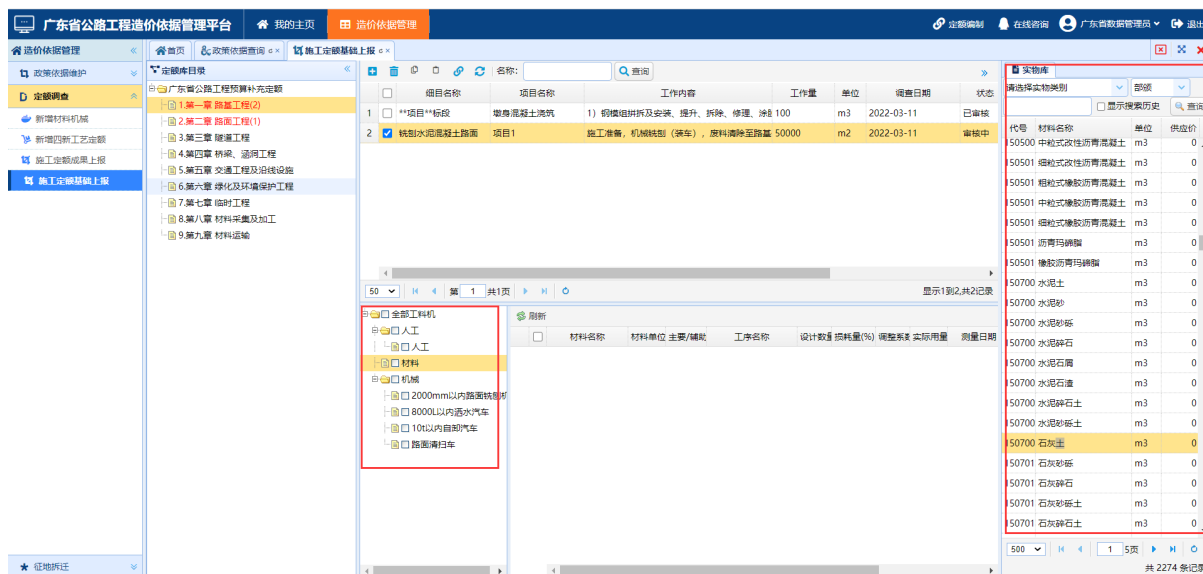 广东省公路工程造价依据管理平台 我的主页 造价依据管理 定额编制 在线咨询 广东省数据管理员 退出
造价依据管理 首页 政策依据查询 施工定额基础上报
政策依据维护
定额调查
新增材料机械
新增四新工艺定额
施工定额成果上报
施工定额基础上报
征地拆迁
定额库目录
广东省公路工程预算补充定额
1.第一章 路基工程(2)
2.第二章 路面工程(1)
3.第三章 隧道工程
4.第四章 桥梁、涵洞工程
5.第五章 交通工程及沿线设施
6.第六章 绿化及环境保护工程
7.第七章 临时工程
8.第八章 材料采集及加工
9.第九章 材料运输
名称: 查询
细目名称 项目名称 工作内容 工作量 单位 调查日期 状态
1 **项目**标段 墩身混凝土浇筑 1）钢模组拼拆及安装、提升、拆除、修理、涂 100 m3 2022-03-11 已审核
2 铣刨水泥混凝土路面 项目1 施工准备，机械铣刨（装车），废料清除至路基 50000 m2 2022-03-11 审核中
50 第 1 共1页 显示1到2,共2记录
全部工料机
人工
人工
材料
机械
2000mm以内路面铣刨机
8000L以内洒水汽车
10t以内自卸汽车
路面清扫车
刷新
材料名称 材料单位 主要/辅助 工序名称 设计数量 损耗量(%) 调整系数 实际用量 测量日期
实物库
请选择实物类别 部颁
显示搜索历史 查询
代号 材料名称 单位 供应价
150500 中粒式改性沥青混凝土 m3 0
150501 细粒式改性沥青混凝土 m3 0
150501 粗粒式橡胶沥青混凝土 m3 0
150501 中粒式橡胶沥青混凝土 m3 0
150501 细粒式橡胶沥青混凝土 m3 0
150501 沥青玛碲脂 m3 0
150501 橡胶沥青玛碲脂 m3 0
150700 水泥土 m3 0
150700 水泥砂 m3 0
150700 水泥砂砾 m3 0
150700 水泥碎石 m3 0
150700 水泥石屑 m3 0
150700 水泥石渣 m3 0
150700 水泥碎石土 m3 0
150700 水泥砂砾土 m3 0
150700 石灰土 m3 0
150701 石灰砂砾 m3 0
150701 石灰碎石 m3 0
150701 石灰砂砾土 m3 0
150701 石灰碎石土 m3 0
500 1 5页
共 2274 条记录